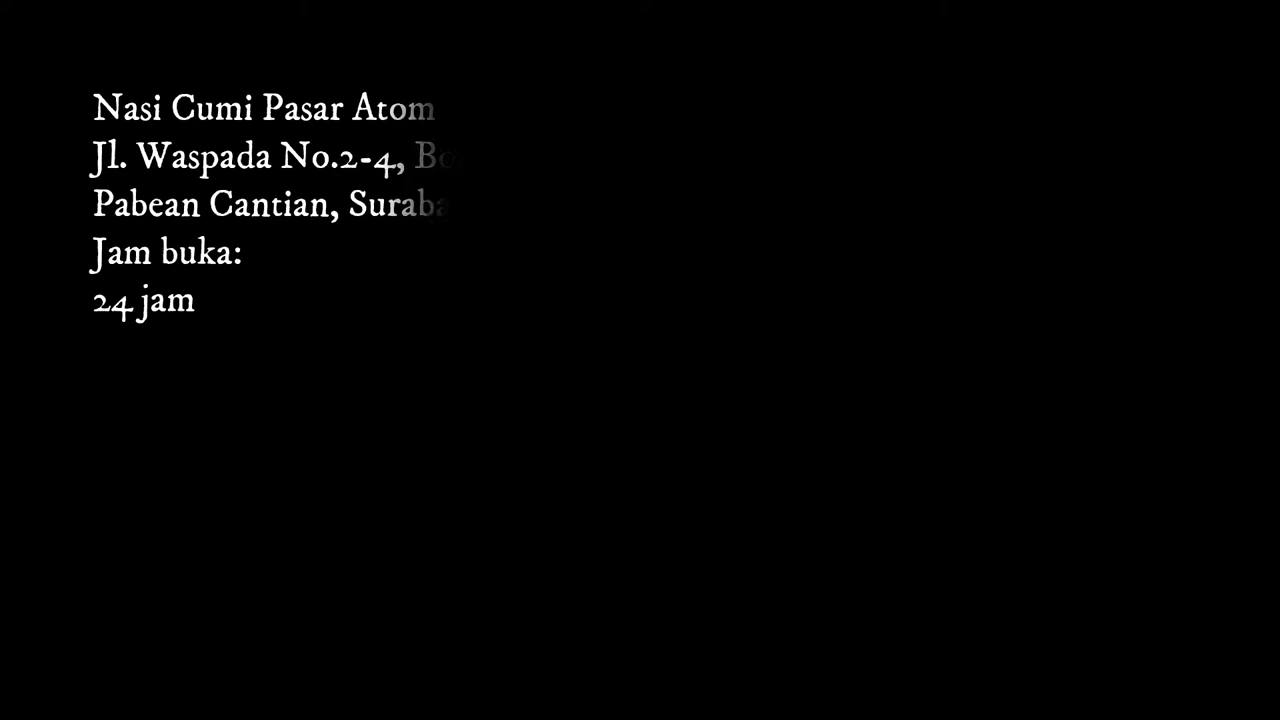 Nasi Cumi Pasar Atom
Jl. Waspada No.2-4,
Pabean Cantian,
Jam buka:
24 jam